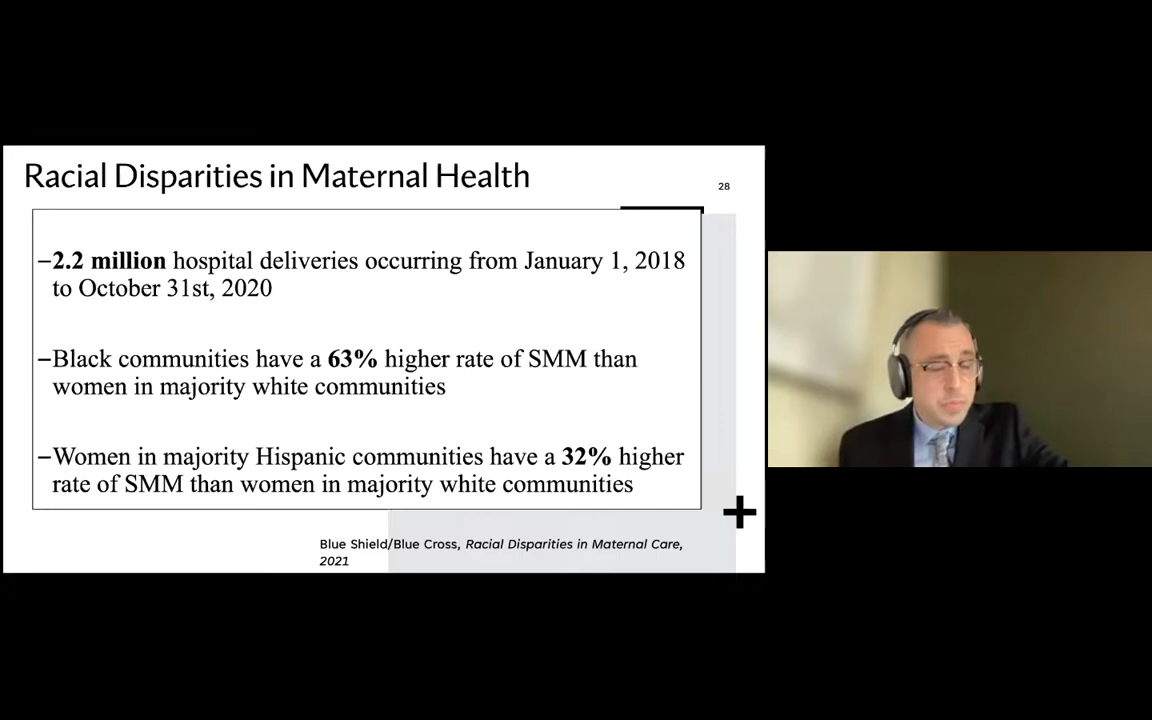 Racial Disparities in Maternal Health
28
–2.2 million hospital deliveries occurring from January 1, 2018
to October 31st, 2020
–Black communities have a 63% higher rate of SMM than
women in majority white communities
–Women in majority Hispanic communities have a 32% higher
rate of SMM than women in majority white communities
Blue Shield/Blue Cross, Racial Disparities in Maternal Care,
2021